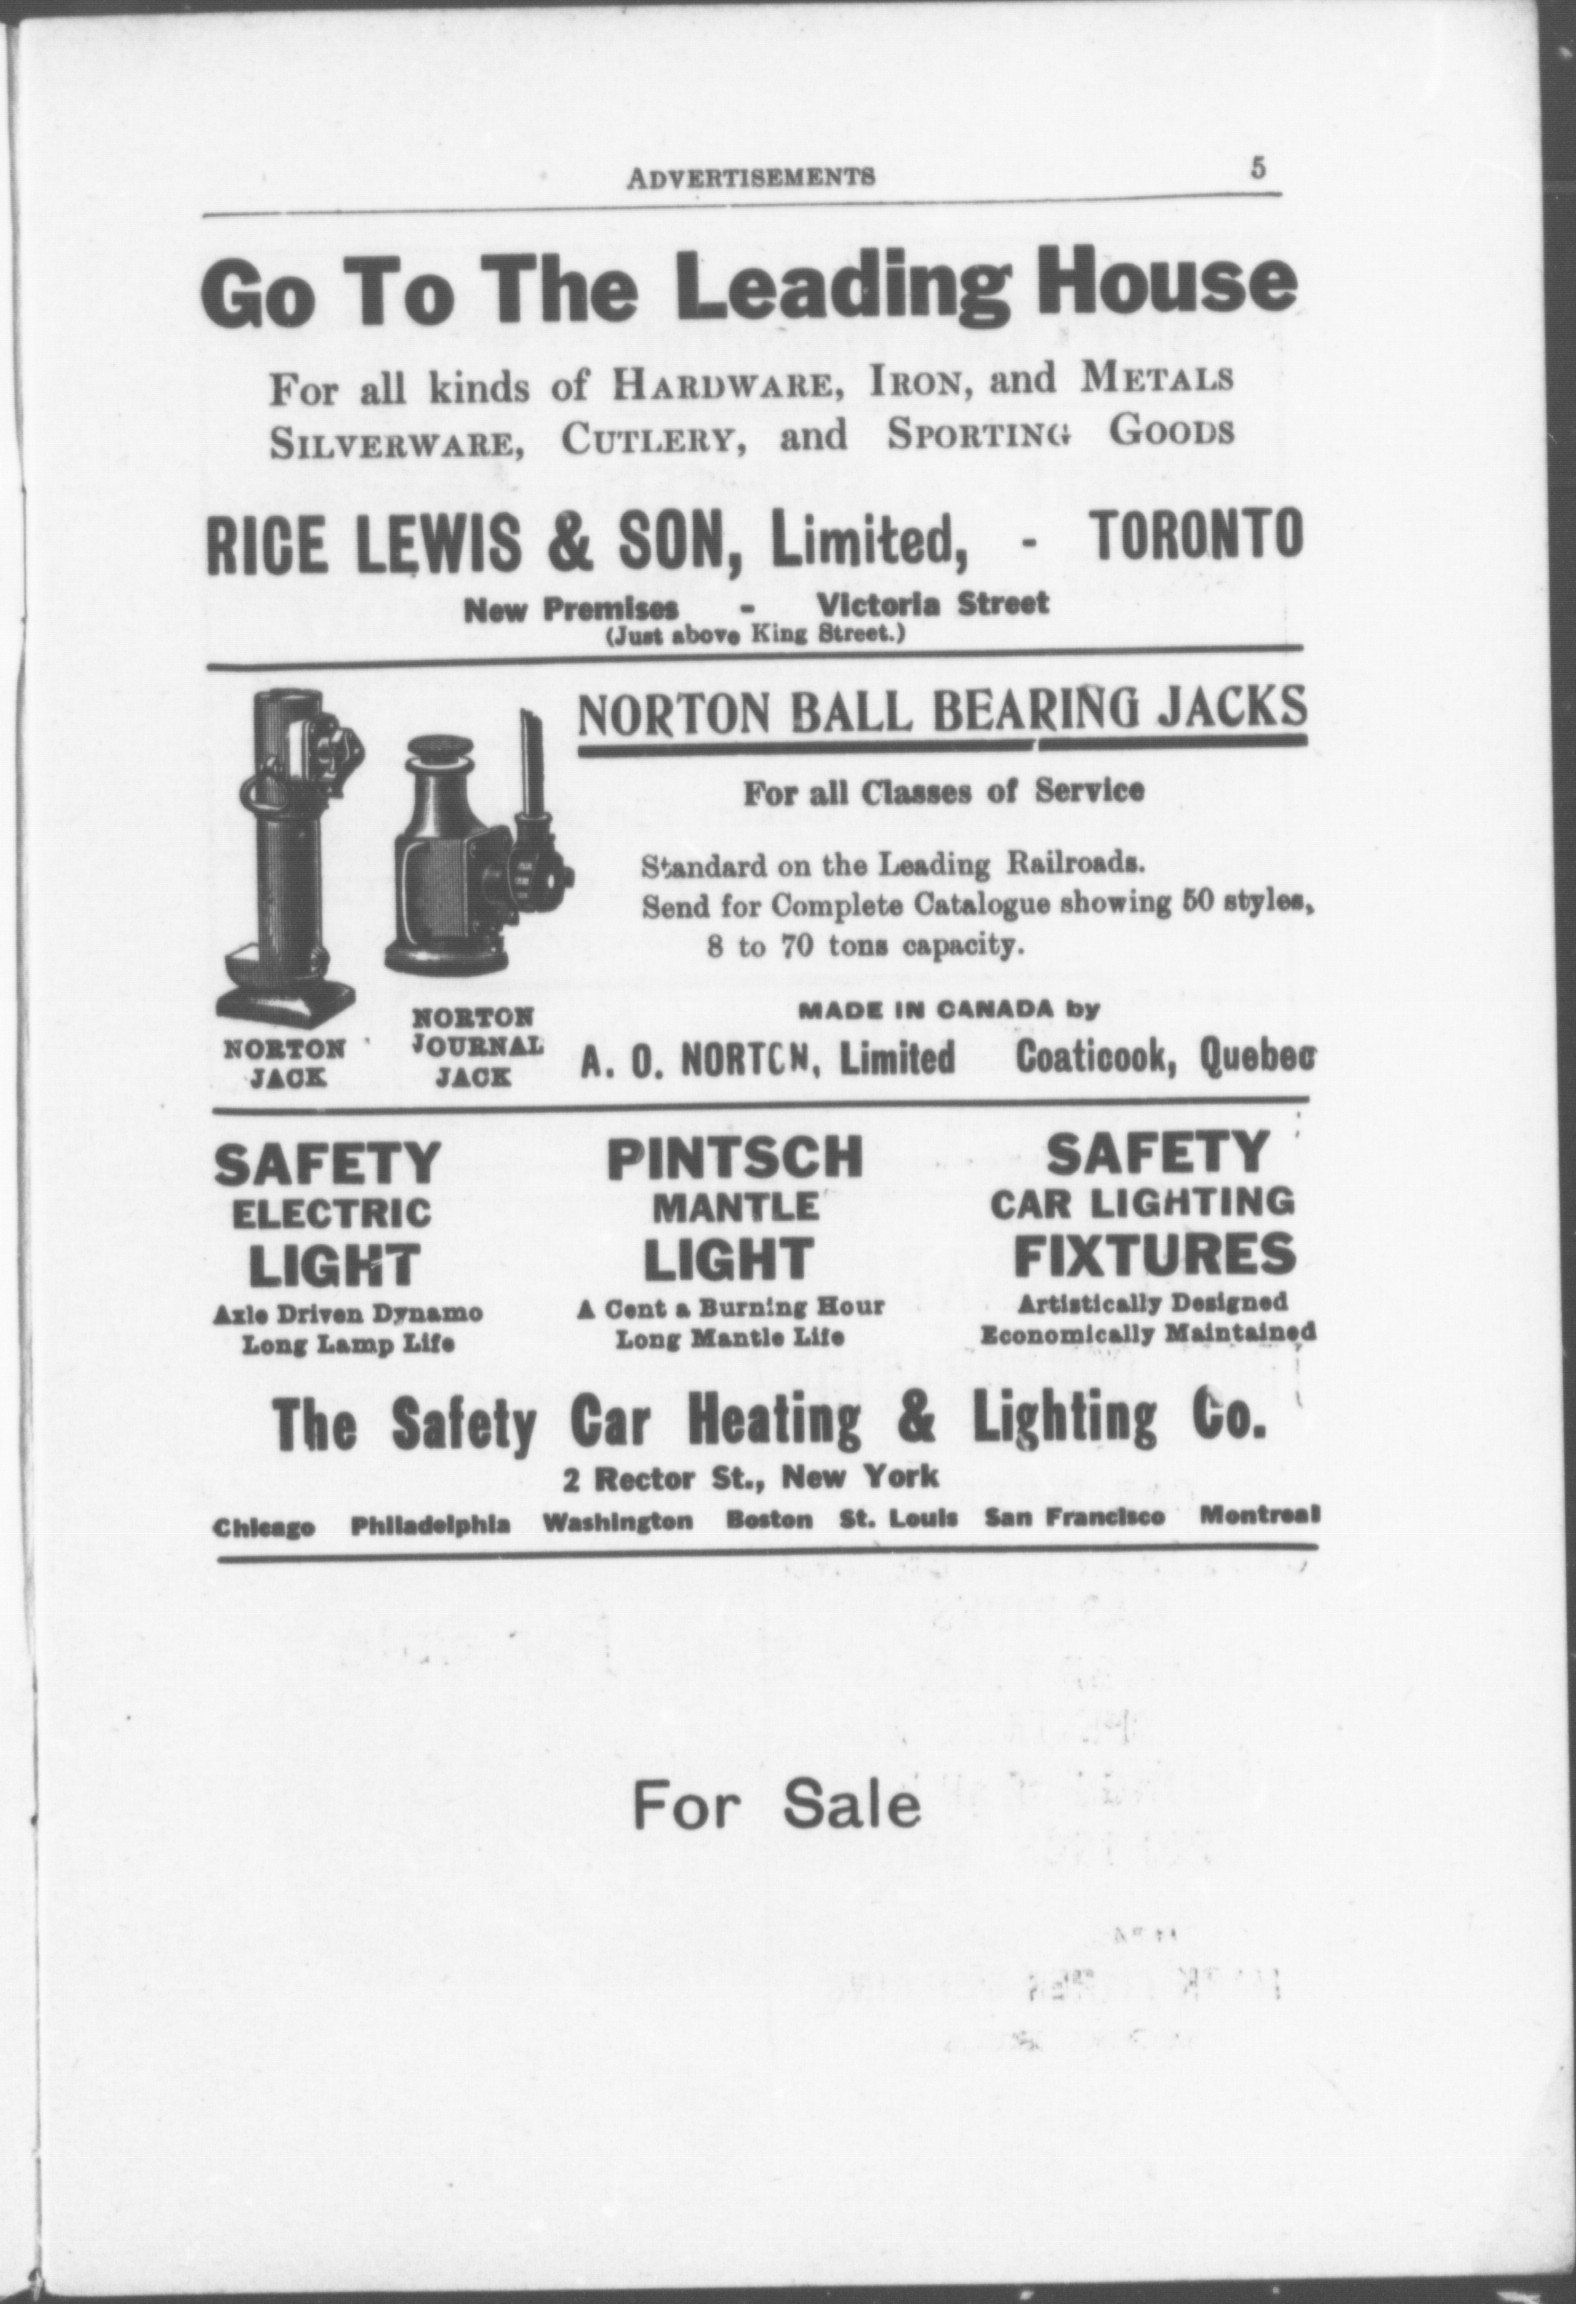 ADVERTISEMENTS 5
Go To The Leading House
For all kinds of HARDWARE, IRON, and METALS
SILVERWARE, CUTLERY, and SPORTING GOODS
RICE LEWIS & SON, Limited, - TORONTO
New Premises - Victoria Street
(Just above King Street.)
NORTON BALL BEARING JACKS
For all Classes of Service
Standard on the Leading Railroads.
Send for Complete Catalogue showing 50 styles,
8 to 70 tons capacity.
NORTON
JACK
NORTON
JOURNAL
JACK
MADE IN CANADA by
A. O. NORTON, Limited Coaticook, Quebec
SAFETY
ELECTRIC
LIGHT
Axle Driven Dynamo
Long Lamp Life
PINTSCH
MANTLE
LIGHT
A Cent a Burning Hour
Long Mantle Life
SAFETY
CAR LIGHTING
FIXTURES
Artistically Designed
Economically Maintained
The Safety Car Heating & Lighting Co.
2 Rector St., New York
Chicago Philadelphia Washington Boston St. Louis San Francisco Montreal
For Sale